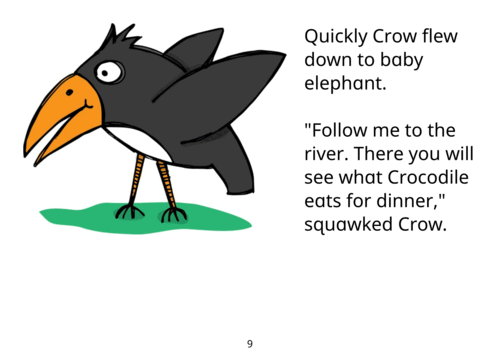 Quickly Crow flew
down to baby
elephant.
"Follow me to the
river. There you will
see what Crocodile
eats for dinner,"
squawked Crow.
9